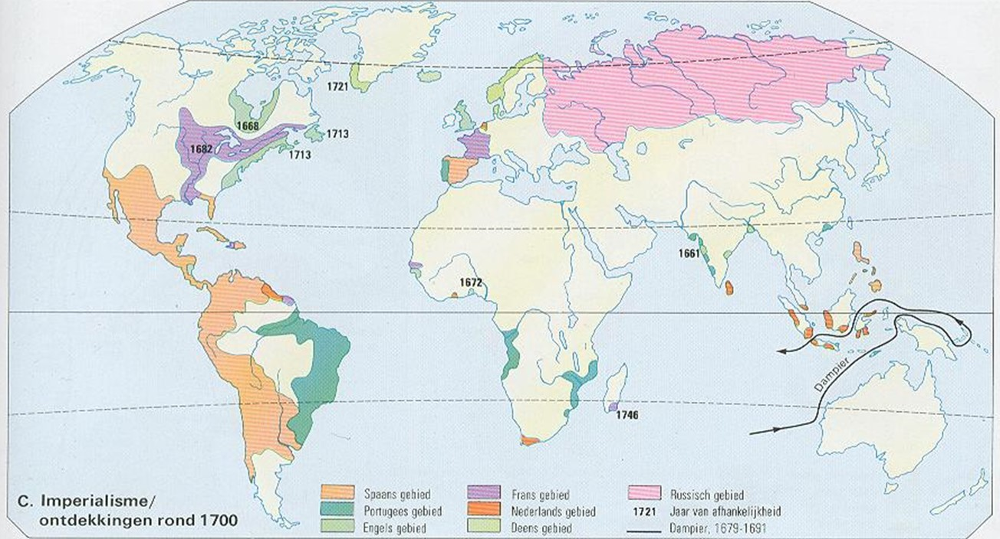 1721
1668
1713
1682
1713
1661
1672
Dampier
1746
C. Imperialisme/
ontdekkingen rond 1700
Spaans gebied
Portugees gebied
Engels gebied
Frans gebied
Nederlands gebied
Deens gebied
Russisch gebied
1721 Jaar van afhankelijkheid
Dampier, 1679-1691